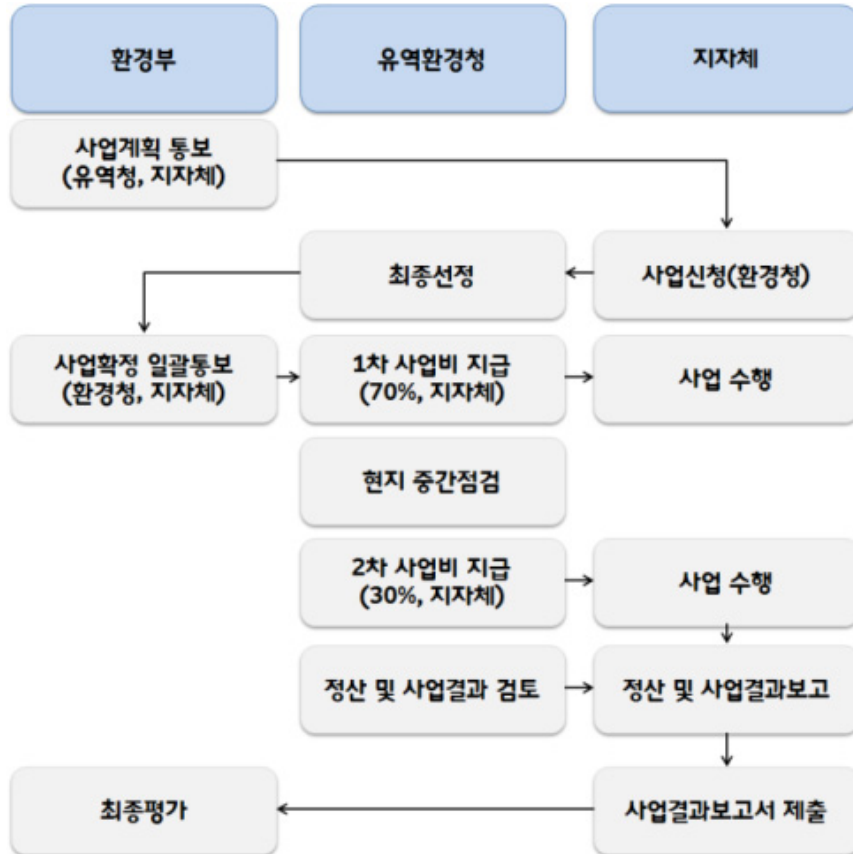 환경부
유역환경청
지자체
사업계획 통보
(유역청, 지자체)
최종선정
사업신청(환경청)
사업확정 일괄통보
(환경청, 지자체)
1차 사업비 지급
(70%, 지자체)
사업 수행
현지 중간점검
2차 사업비 지급
(30%, 지자체)
사업 수행
정산 및 사업결과 검토
정산 및 사업결과보고
최종평가
사업결과보고서 제출